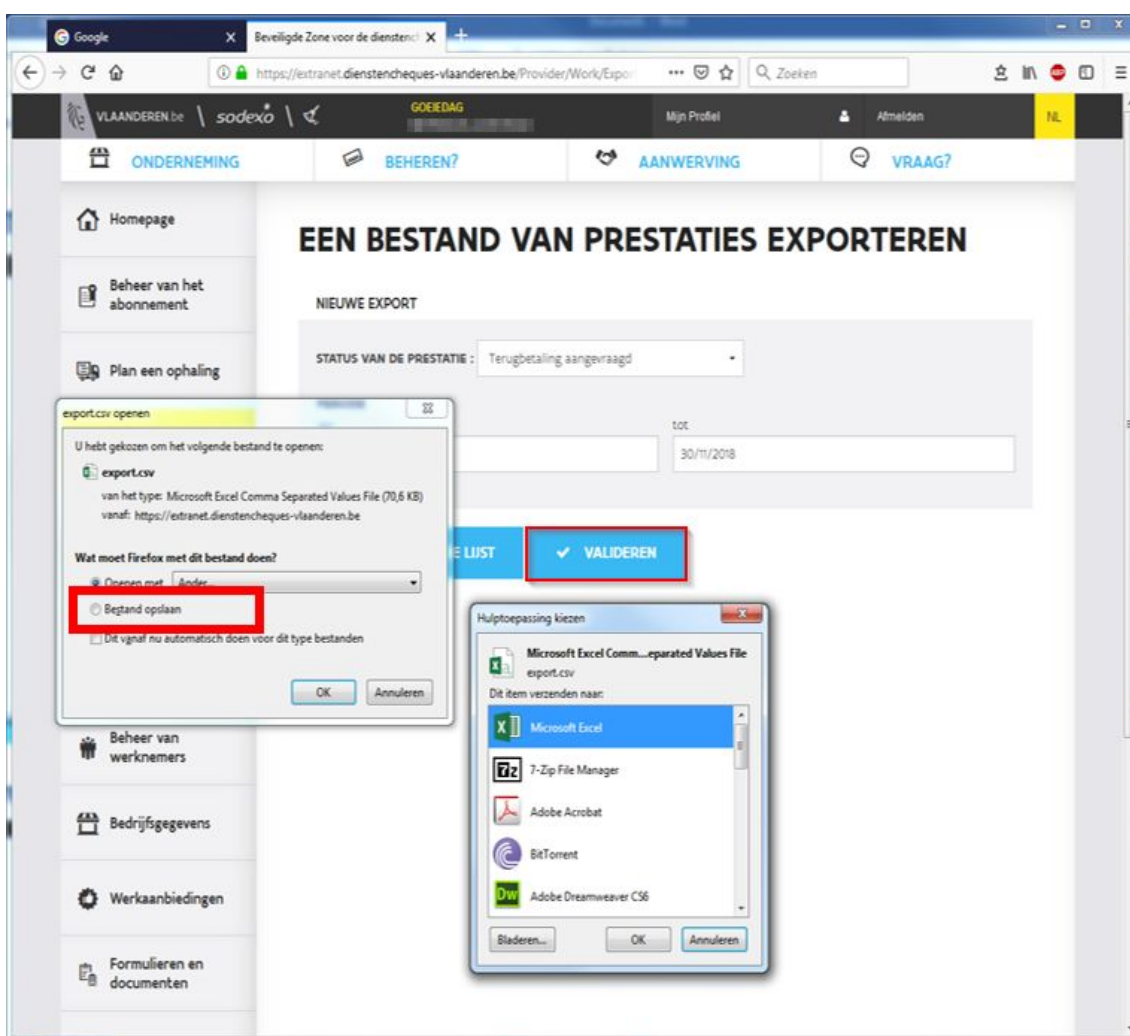 Google
Beveiligde Zone voor de dienstenc
https://extranet.dienstencheques-vlaanderen.be/Provider/Work/Expor
Zoeken
VLAANDEREN.be \ sodexo \
GOEIEDAG
Mijn Profiel
Afmelden
NL
ONDERNEMING
BEHEREN?
AANWERVING
VRAAG?
Homepage
Beheer van het
abonnement
Plan een ophaling
EEN BESTAND VAN PRESTATIES EXPORTEREN
NIEUWE EXPORT
STATUS VAN DE PRESTATIE : Terugbetaling aangevraagd
tot
30/11/2018
E LIJST
VALIDEREN
export.csv openen
U hebt gekozen om het volgende bestand te openen:
export.csv
van het type: Microsoft Excel Comma Separated Values File (70,6 KB)
vanaf: https://extranet.dienstencheques-vlaanderen.be
Wat moet Firefox met dit bestand doen?
Openen met Ander...
Bestand opslaan
Dit vanaf nu automatisch doen voor dit type bestanden
OK
Annuleren
Hulptoepassing kiezen
Microsoft Excel Comm...eparated Values File
export.csv
Dit item verzenden naar:
Microsoft Excel
7-Zip File Manager
Adobe Acrobat
BitTorrent
Adobe Dreamweaver CS6
Bladeren...
OK
Annuleren
Beheer van
werknemers
Bedrijfsgegevens
Werkaanbiedingen
Formulieren en
documenten